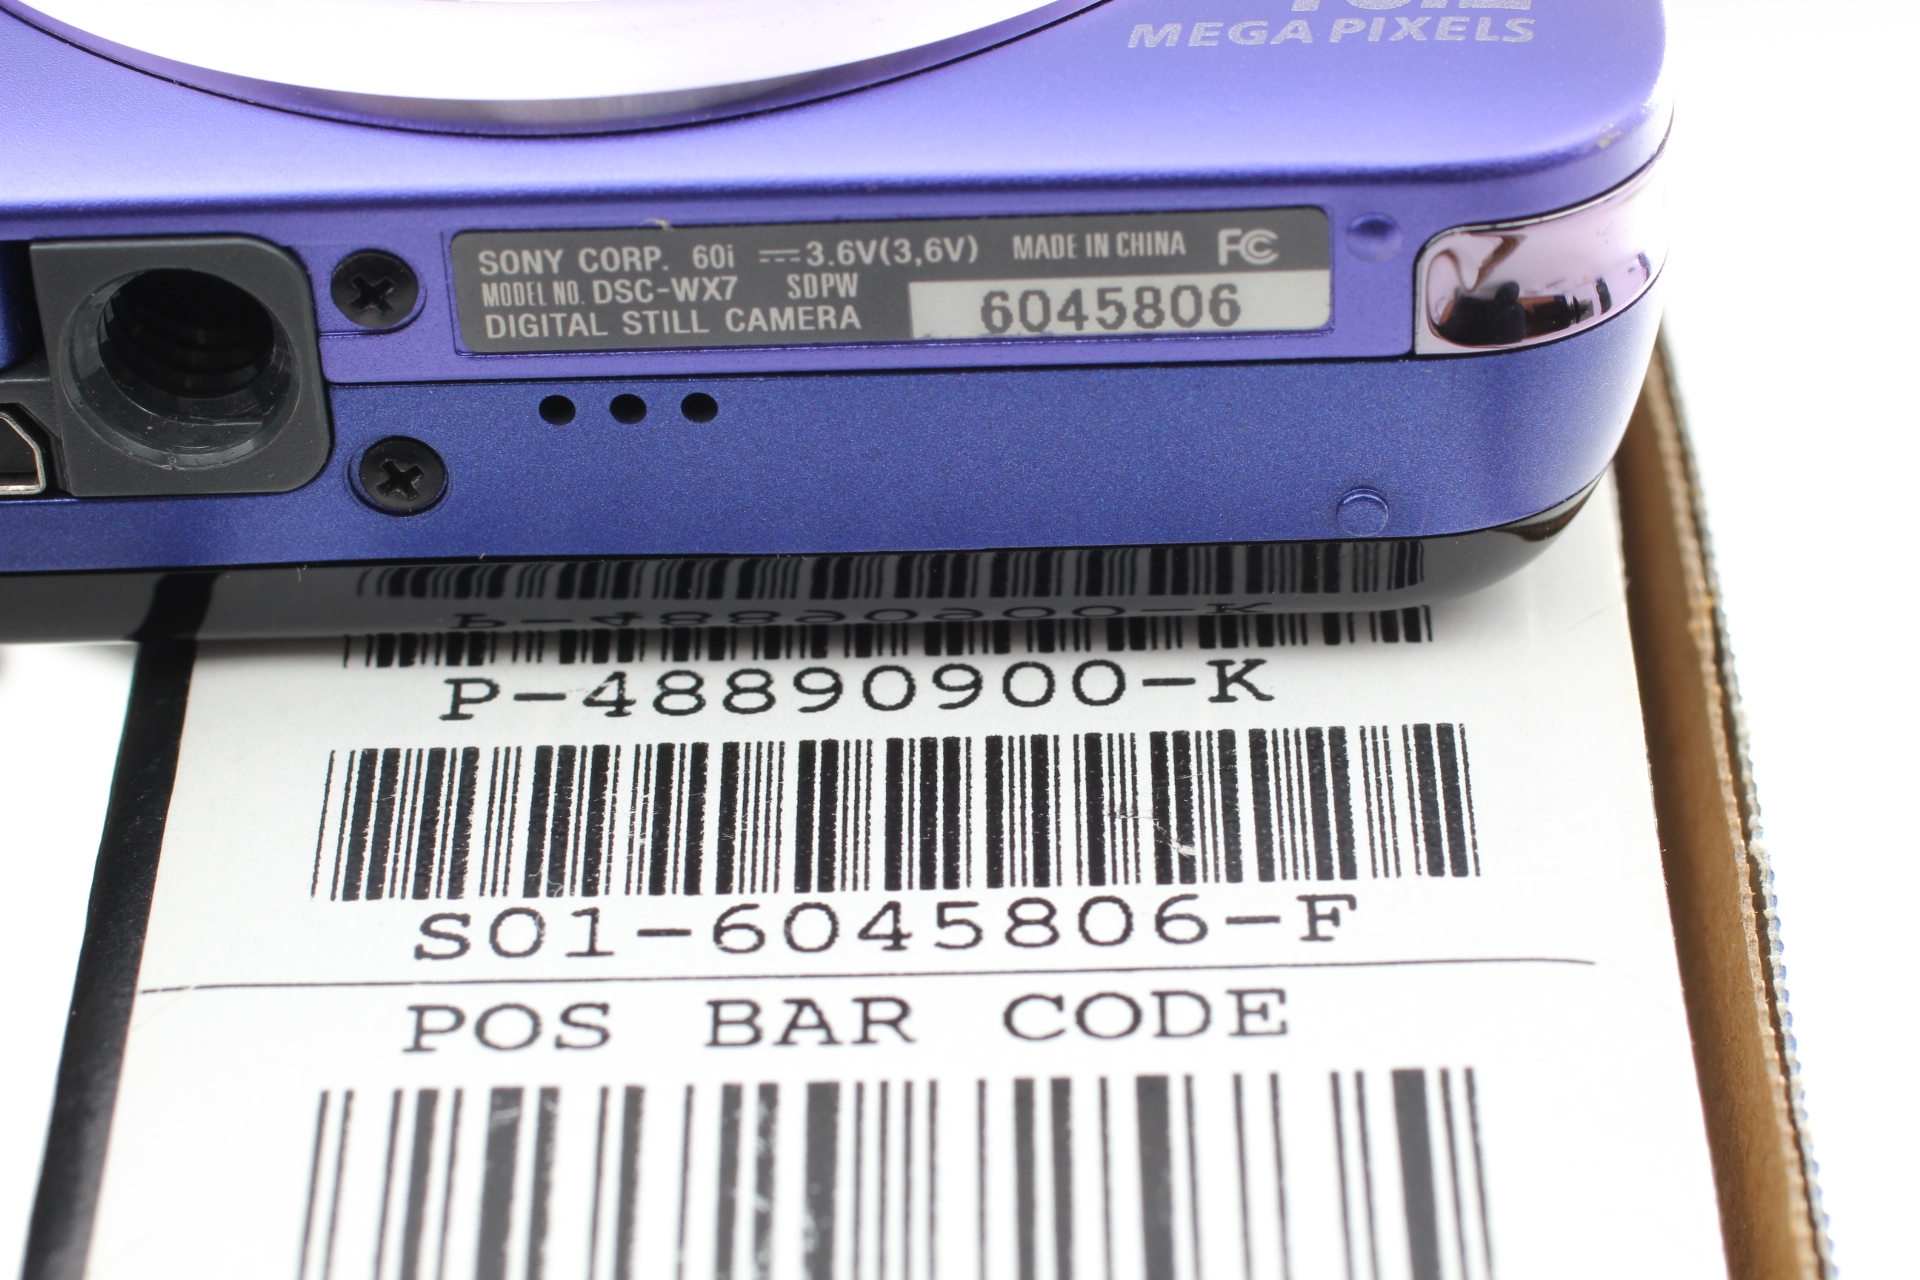 MEGA PIXELS
SONY CORP. 60i ⎓3.6V(3,6V) MADE IN CHINA FC
MODEL NO. DSC-WX7 SDPW
DIGITAL STILL CAMERA 6045806
P-48890900-K
P-48890900-K
S01-6045806-F
POS BAR CODE